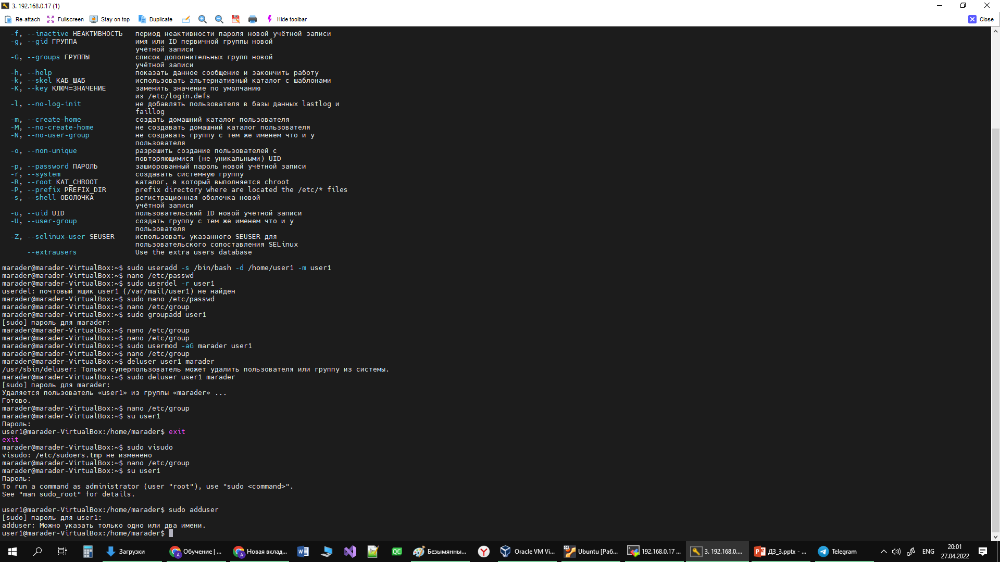 3. 192.168.0.17 (1)
Re-attach Fullscreen Stay on top Duplicate Hide toolbar Close
-f, --inactive НЕАКТИВНОСТЬ период неактивности пароля новой учётной записи
-g, --gid ГРУППА имя или ID первичной группы новой
учётной записи
-G, --groups ГРУППЫ список дополнительных групп новой
учётной записи
-h, --help показать данное сообщение и закончить работу
-k, --skel КАБ_ШАБ использовать альтернативный каталог с шаблонами
-K, --key КЛЮЧ=ЗНАЧЕНИЕ заменить значение по умолчанию
из /etc/login.defs
-l, --no-log-init не добавлять пользователя в базы данных lastlog и
faillog
-m, --create-home создать домашний каталог пользователя
-M, --no-create-home не создавать домашний каталог пользователя
-N, --no-user-group не создавать группу с тем же именем что и у
пользователя
-o, --non-unique разрешить создание пользователей с
повторяющимися (не уникальными) UID
-p, --password ПАРОЛЬ зашифрованный пароль новой учётной записи
-r, --system создавать системную группу
-R, --root КАТ_CHROOT каталог, в который выполняется chroot
-P, --prefix PREFIX_DIR prefix directory where are located the /etc/* files
-s, --shell ОБОЛОЧКА регистрационная оболочка новой
учётной записи
-u, --uid UID пользовательский ID новой учётной записи
-U, --user-group создать группу с тем же именем что и у
пользователя
-Z, --selinux-user SEUSER использовать указанного SEUSER для
пользовательского сопоставления SELinux
--extrausers Use the extra users database
marader@marader-VirtualBox:~$ sudo useradd -s /bin/bash -d /home/user1 -m user1
marader@marader-VirtualBox:~$ nano /etc/passwd
marader@marader-VirtualBox:~$ sudo userdel -r user1
userdel: почтовый ящик user1 (/var/mail/user1) не найден
marader@marader-VirtualBox:~$ sudo nano /etc/passwd
marader@marader-VirtualBox:~$ nano /etc/group
marader@marader-VirtualBox:~$ sudo groupadd user1
[sudo] пароль для marader:
marader@marader-VirtualBox:~$ nano /etc/group
marader@marader-VirtualBox:~$ nano /etc/group
marader@marader-VirtualBox:~$ sudo usermod -aG marader user1
marader@marader-VirtualBox:~$ nano /etc/group
marader@marader-VirtualBox:~$ deluser user1 marader
/usr/sbin/deluser: Только суперпользователь может удалить пользователя или группу из системы.
marader@marader-VirtualBox:~$ sudo deluser user1 marader
[sudo] пароль для marader:
Удаляется пользователь «user1» из группы «marader» ...
Готово.
marader@marader-VirtualBox:~$ nano /etc/group
marader@marader-VirtualBox:~$ su user1
Пароль:
user1@marader-VirtualBox:/home/marader$ exit
exit
marader@marader-VirtualBox:~$ sudo visudo
visudo: /etc/sudoers.tmp не изменено
marader@marader-VirtualBox:~$ nano /etc/group
marader@marader-VirtualBox:~$ su user1
Пароль:
To run a command as administrator (user "root"), use "sudo <command>".
See "man sudo_root" for details.
user1@marader-VirtualBox:/home/marader$ sudo adduser
[sudo] пароль для user1:
adduser: Можно указать только одно или два имени.
user1@marader-VirtualBox:/home/marader$
Загрузки Обучение | ... Новая вклад... QC Безымянны... Oracle VM Vi... Ubuntu [Раб... 192.168.0.17 ... 3. 192.168.0.... ДЗ_3.pptx - ... Telegram ENG 20:01
27.04.2022